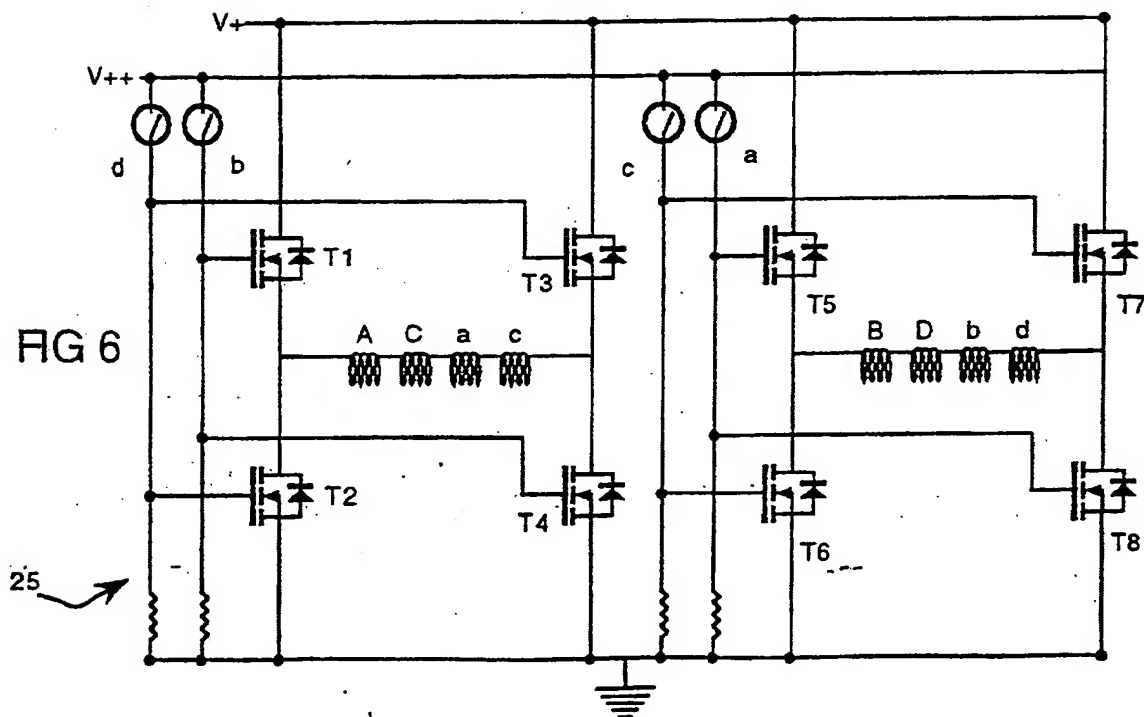 V+
V++
d b c a
T1 T3 T5 T7
FIG 6
A C a c B D b d
T2 T4 T6 T8
25